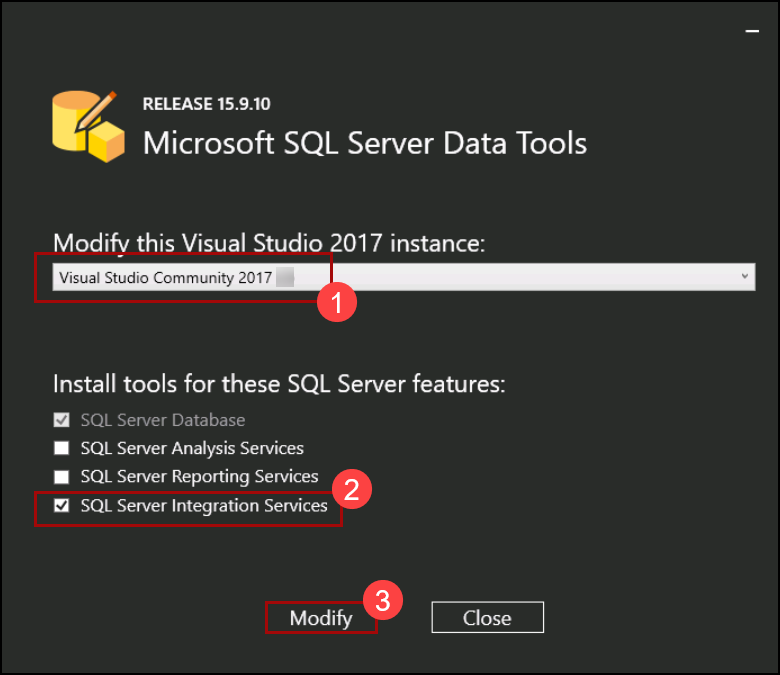 RELEASE 15.9.10
Microsoft SQL Server Data Tools
Modify this Visual Studio 2017 instance:
Visual Studio Community 2017
1
Install tools for these SQL Server features:
SQL Server Database
SQL Server Analysis Services
SQL Server Reporting Services
2
SQL Server Integration Services
3
Modify
Close